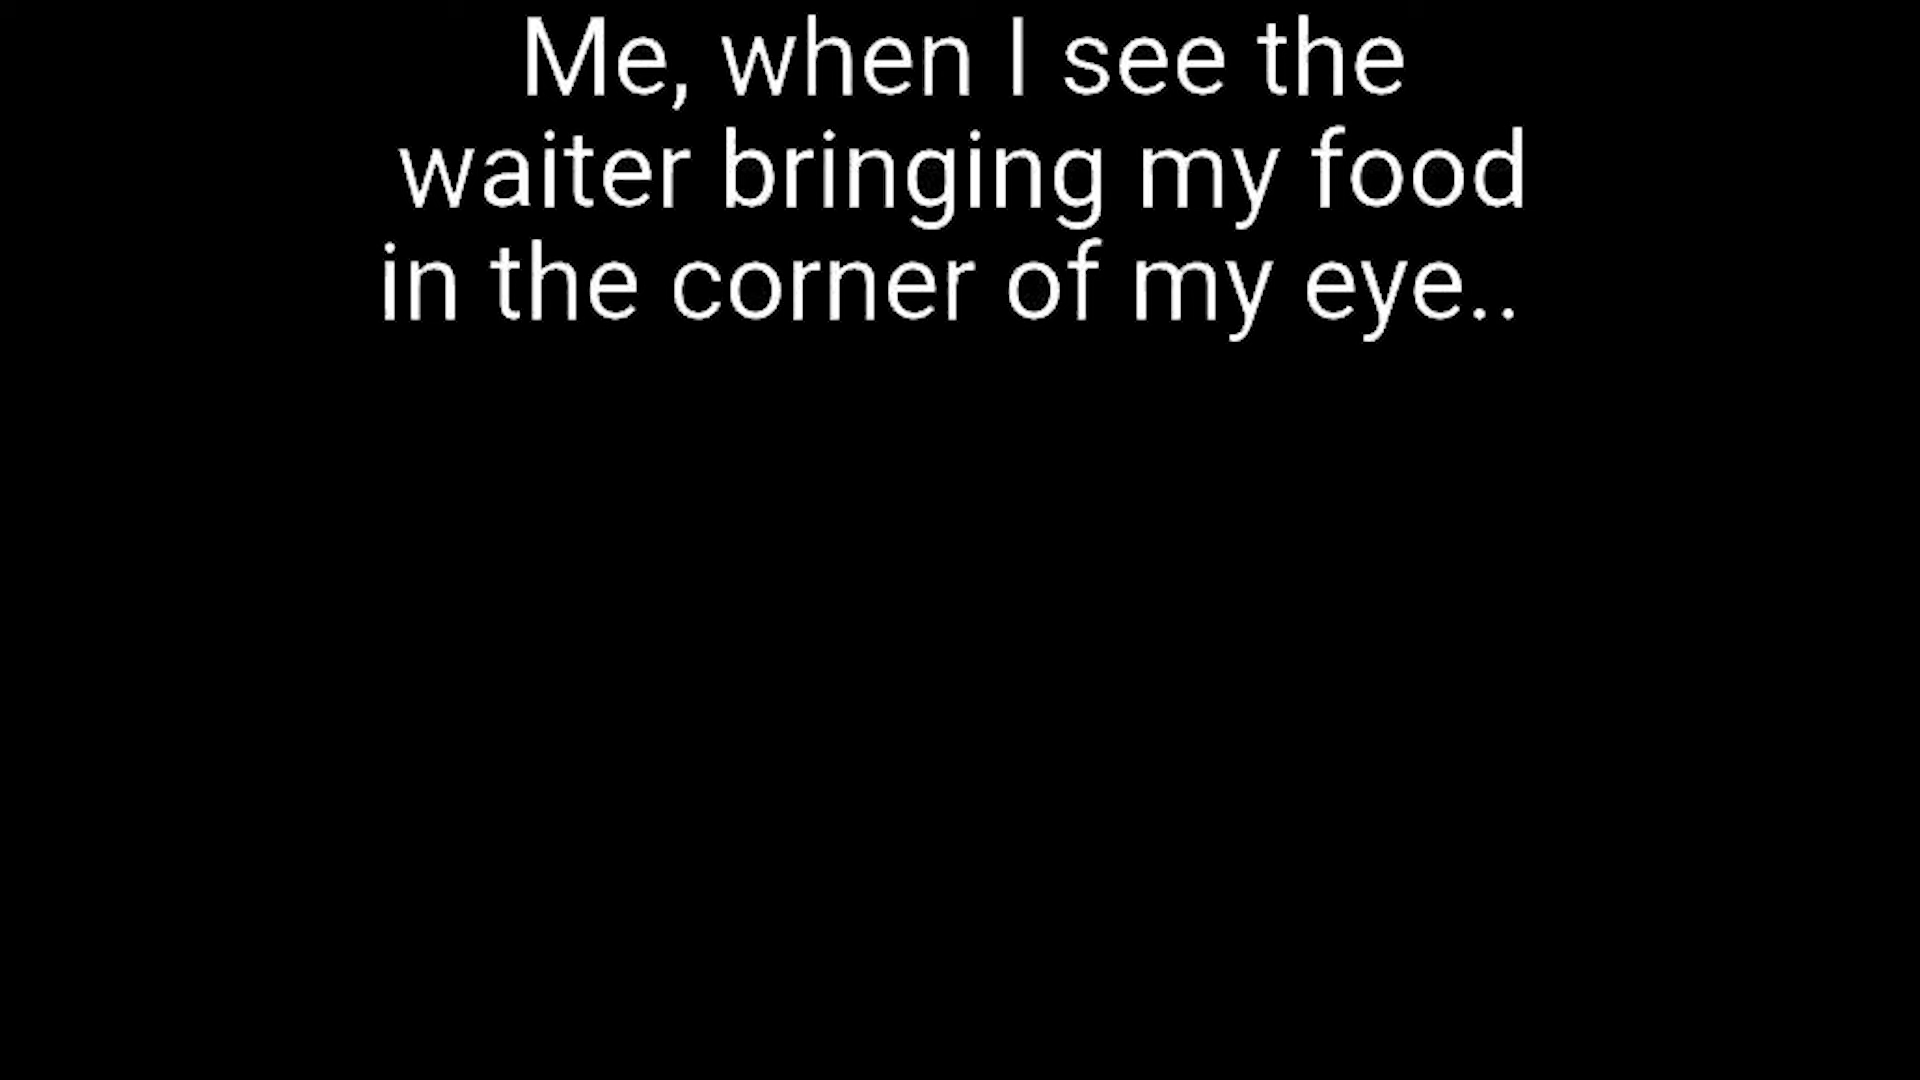 Me, when I see the
waiter bringing my food
in the corner of my eye..